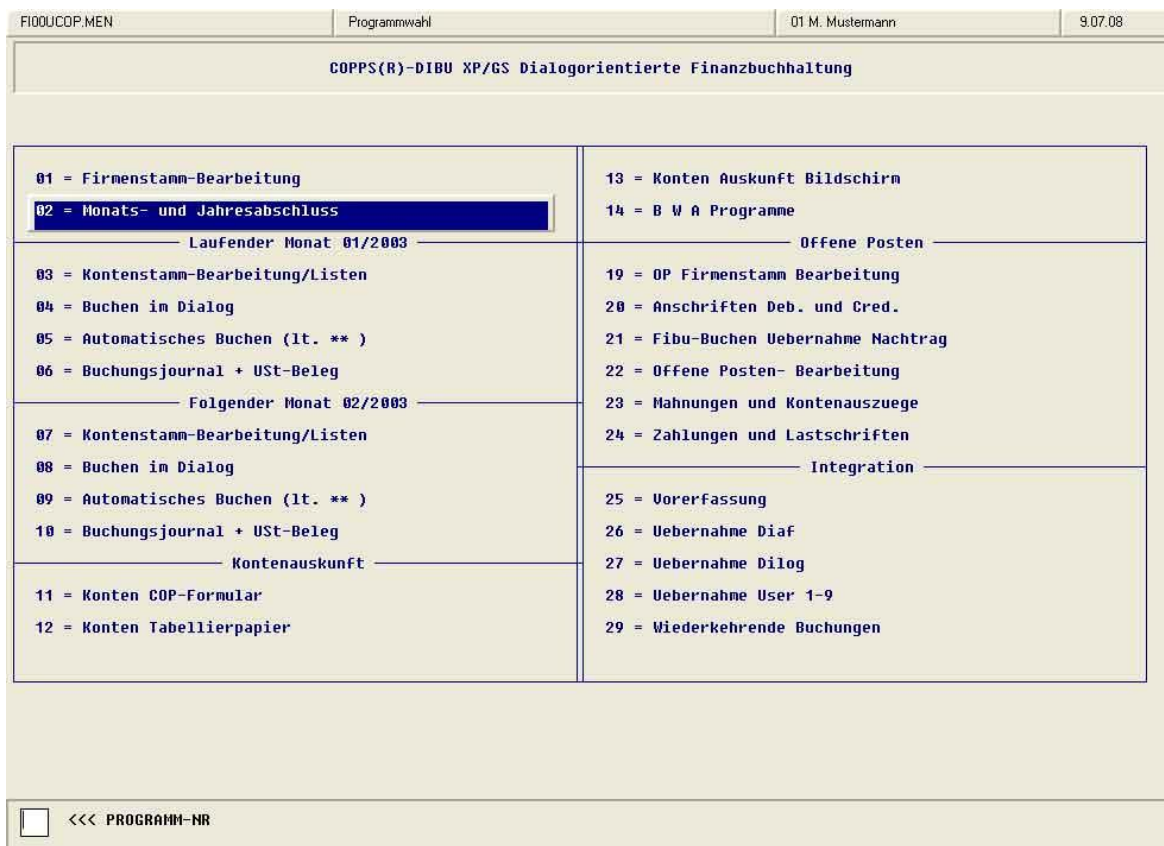 FI00UCOP.MEN Programmwahl 01 M. Mustermann 9.07.08
COPPS(R)-DIBU XP/GS Dialogorientierte Finanzbuchhaltung
01 = Firmenstamm-Bearbeitung
02 = Monats- und Jahresabschluss
Laufender Monat 01/2003
03 = Kontenstamm-Bearbeitung/Listen
04 = Buchen im Dialog
05 = Automatisches Buchen (lt. ** )
06 = Buchungsjournal + USt-Beleg
Folgender Monat 02/2003
07 = Kontenstamm-Bearbeitung/Listen
08 = Buchen im Dialog
09 = Automatisches Buchen (lt. ** )
10 = Buchungsjournal + USt-Beleg
Kontenauskunft
11 = Konten COP-Formular
12 = Konten Tabellierpapier
13 = Konten Auskunft Bildschirm
14 = B W A Programme
Offene Posten
19 = OP Firmenstamm Bearbeitung
20 = Anschriften Deb. und Cred.
21 = Fibu-Buchen Uebernahme Nachtrag
22 = Offene Posten- Bearbeitung
23 = Mahnungen und Kontenauszuege
24 = Zahlungen und Lastschriften
Integration
25 = Vorerfassung
26 = Uebernahme Diaf
27 = Uebernahme Dilog
28 = Uebernahme User 1-9
29 = Wiederkehrende Buchungen
<<< PROGRAMM-NR